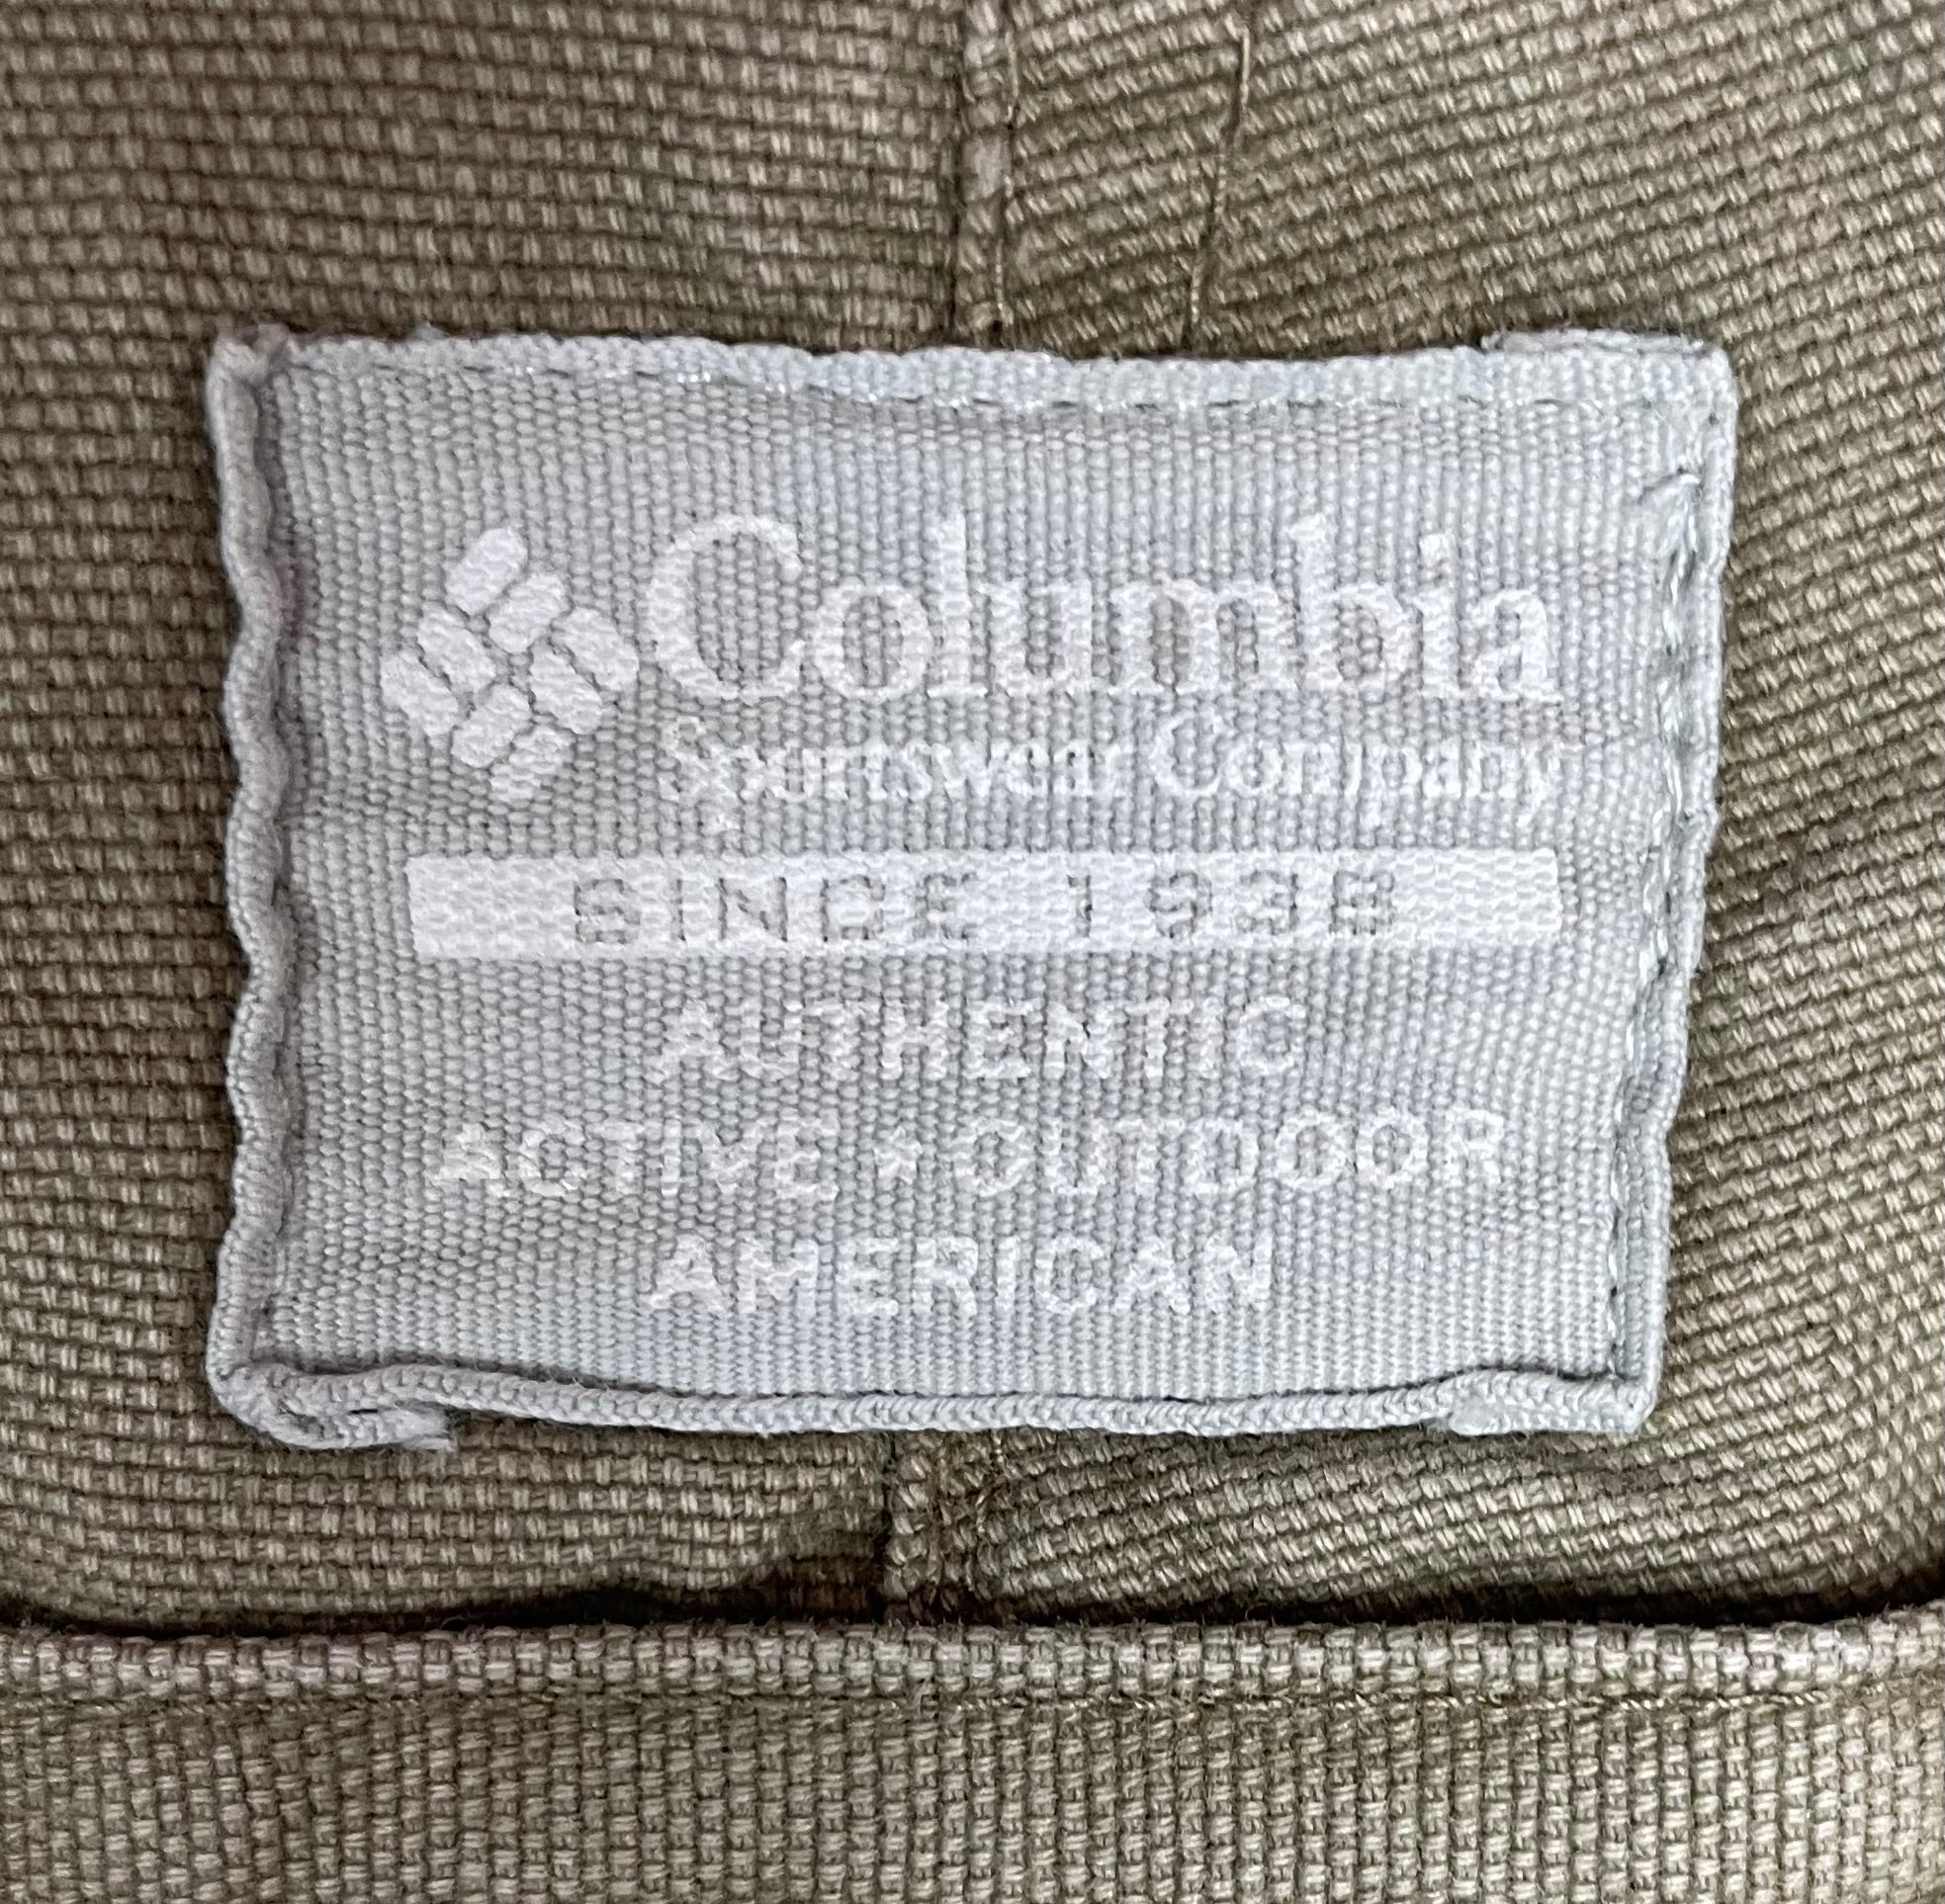 Columbia
Sportswear Company
SINCE 1938
AUTHENTIC
ACTIVE ★ OUTDOOR
AMERICAN